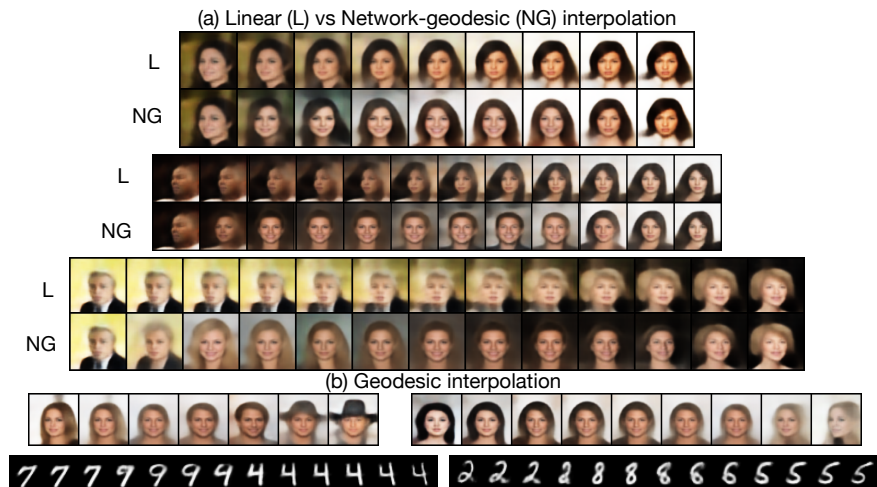 (a) Linear (L) vs Network-geodesic (NG) interpolation
L
NG
L
NG
L
NG
(b) Geodesic interpolation
7 7 7 9 9 9 9 4 4 4 4 4 4
2 2 2 2 8 8 8 6 6 5 5 5 5